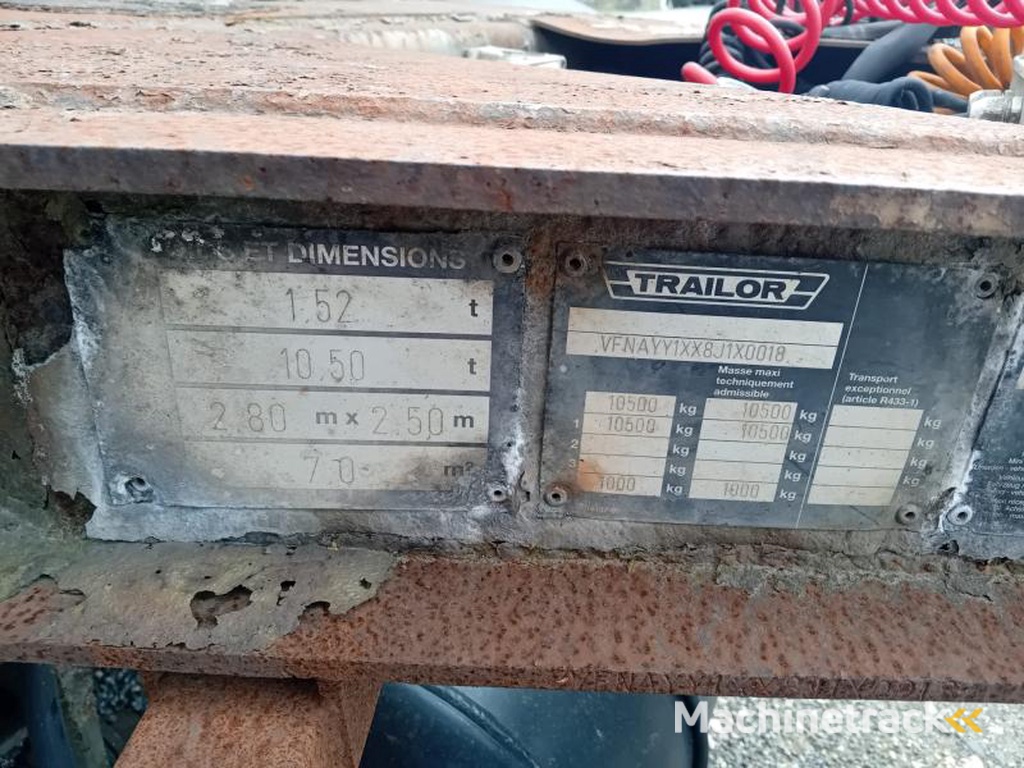 ET DIMENSIONS
1.52 t
10.50 t
2.80 m x 2.50 m
7.0 m²
TRAILOR
VFNAYY1XX8J1X0018
Masse maxi
techniquement
admissible
Transport
exceptionnel
(article R433-1)
10500 kg 10500 kg kg
1 10500 kg 10500 kg kg
2 kg kg kg
3 kg kg kg
1000 kg 1000 kg kg
Machinetrack